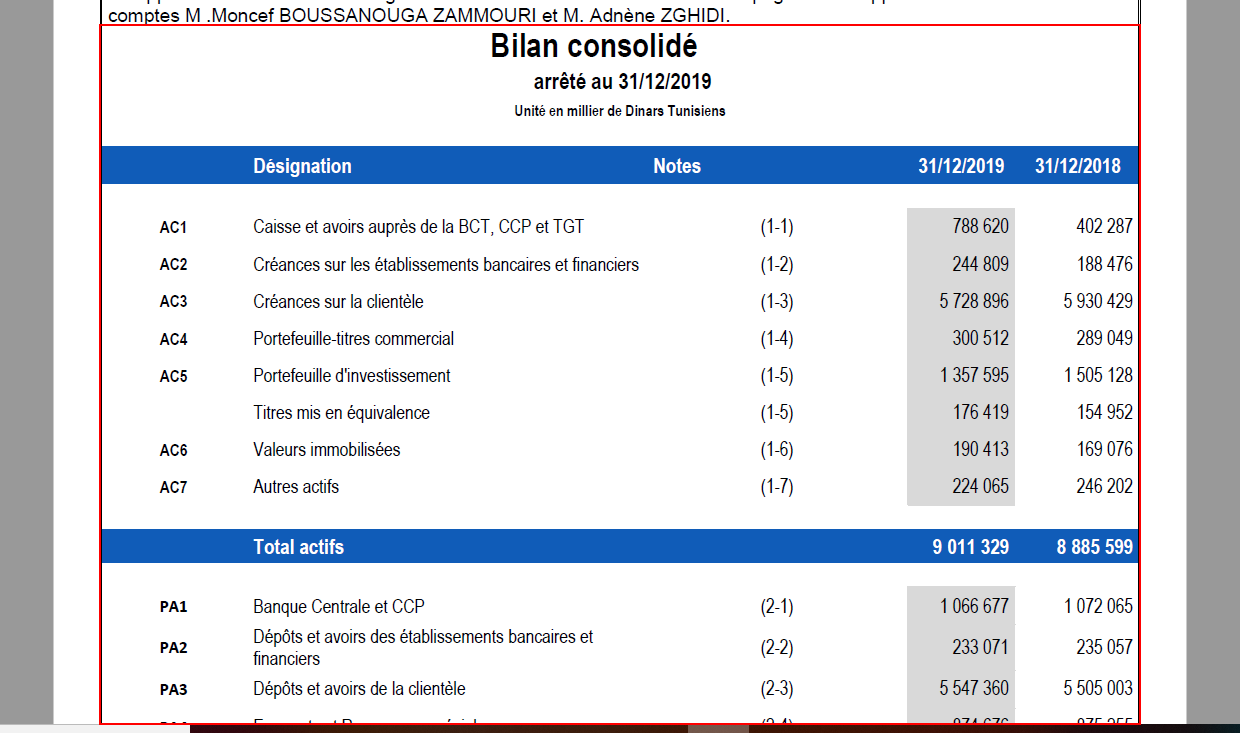 comptes M .Moncef BOUSSANOUGA ZAMMOURI et M. Adnène ZGHIDI.
Bilan consolidé
arrêté au 31/12/2019
Unité en millier de Dinars Tunisiens
Désignation Notes 31/12/2019 31/12/2018
AC1 Caisse et avoirs auprès de la BCT, CCP et TGT (1-1) 788 620 402 287
AC2 Créances sur les établissements bancaires et financiers (1-2) 244 809 188 476
AC3 Créances sur la clientèle (1-3) 5 728 896 5 930 429
AC4 Portefeuille-titres commercial (1-4) 300 512 289 049
AC5 Portefeuille d'investissement (1-5) 1 357 595 1 505 128
Titres mis en équivalence (1-5) 176 419 154 952
AC6 Valeurs immobilisées (1-6) 190 413 169 076
AC7 Autres actifs (1-7) 224 065 246 202
Total actifs 9 011 329 8 885 599
PA1 Banque Centrale et CCP (2-1) 1 066 677 1 072 065
PA2 Dépôts et avoirs des établissements bancaires et
financiers (2-2) 233 071 235 057
PA3 Dépôts et avoirs de la clientèle (2-3) 5 547 360 5 505 003